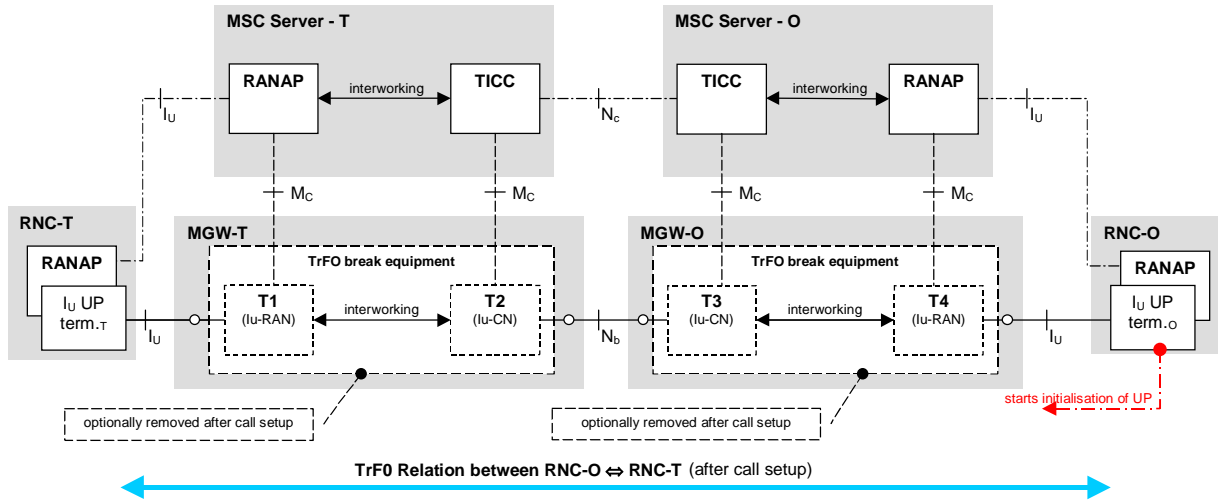 MSC Server - T
MSC Server - O
RANAP
interworking
TICC
TICC
interworking
RANAP
IU
Nc
IU
MC
MC
MC
MC
RNC-T
MGW-T
MGW-O
RNC-O
RANAP
TrFO break equipment
TrFO break equipment
RANAP
IU UP
term.T
T1
(Iu-RAN)
interworking
T2
(Iu-CN)
T3
(Iu-CN)
interworking
T4
(Iu-RAN)
IU UP
term.O
IU
Nb
IU
starts initialisation of UP
optionally removed after call setup
optionally removed after call setup
TrF0 Relation between RNC-O ⇔ RNC-T (after call setup)